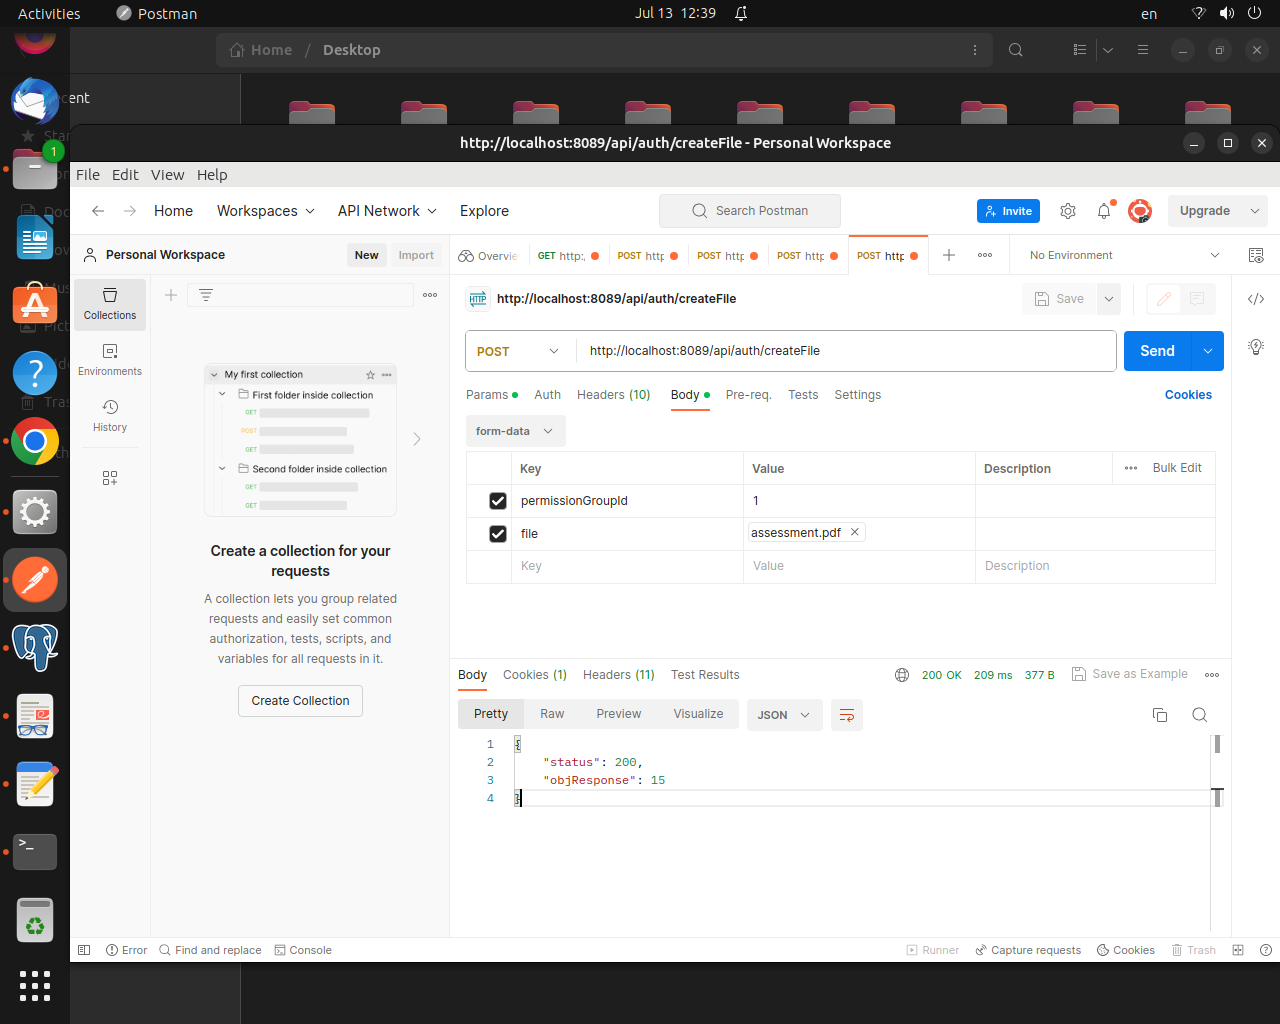 Activities Postman Jul 13 12:39 en
Home / Desktop
http://localhost:8089/api/auth/createFile - Personal Workspace
1
File Edit View Help
Home Workspaces API Network Explore Search Postman Invite Upgrade
Personal Workspace New Import Overvie GET http:, POST htt POST htt POST htt POST htt No Environment
Collections
Environments
History
My first collection
First folder inside collection
GET
POST
GET
Second folder inside collection
GET
GET
Create a collection for your
requests
A collection lets you group related
requests and easily set common
authorization, tests, scripts, and
variables for all requests in it.
Create Collection
HTTP http://localhost:8089/api/auth/createFile Save
POST http://localhost:8089/api/auth/createFile Send
Params Auth Headers (10) Body Pre-req. Tests Settings Cookies
form-data
Key Value Description Bulk Edit
permissionGroupId 1
file assessment.pdf
Key Value Description
Body Cookies (1) Headers (11) Test Results 200 OK 209 ms 377 B Save as Example
Pretty Raw Preview Visualize JSON
1 {
2 "status": 200,
3 "objResponse": 15
4 }
Error Find and replace Console Runner Capture requests Cookies Trash